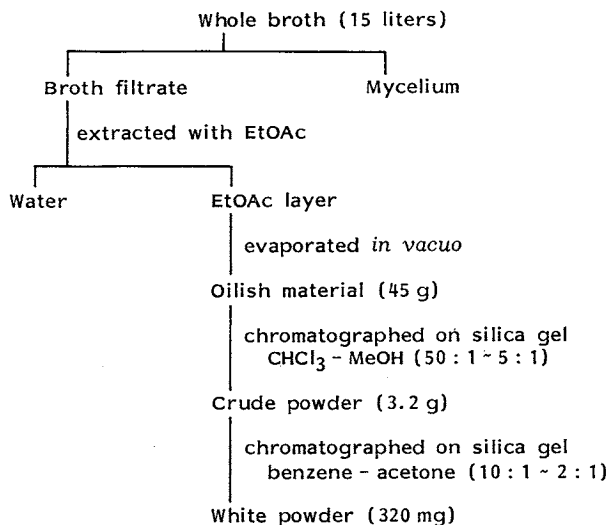 Whole broth (15 liters)
Broth filtrate Mycelium
extracted with EtOAc
Water EtOAc layer
evaporated in vacuo
Oilish material (45 g)
chromatographed on silica gel
CHCl3 - MeOH (50 : 1 ~ 5 : 1)
Crude powder (3.2 g)
chromatographed on silica gel
benzene - acetone (10 : 1 ~ 2 : 1)
White powder (320 mg)